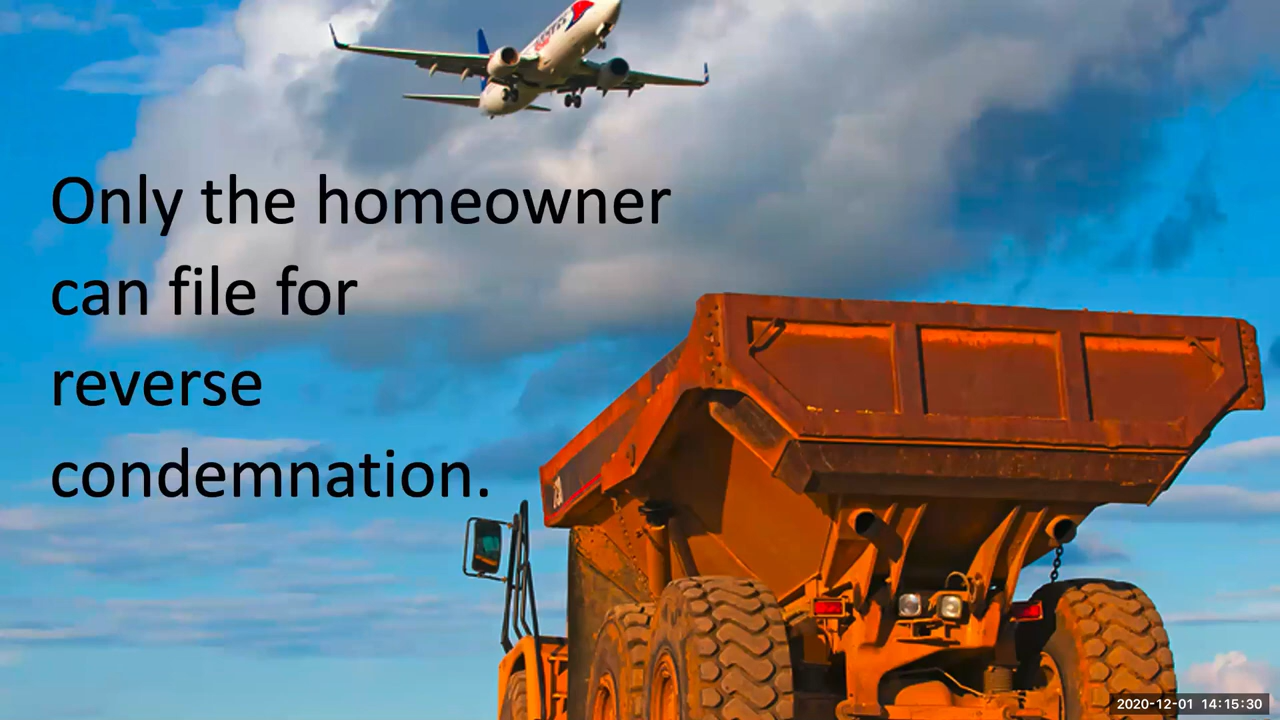 Only the homeowner
can file for
reverse
condemnation.
2020-12-01 14:15:30